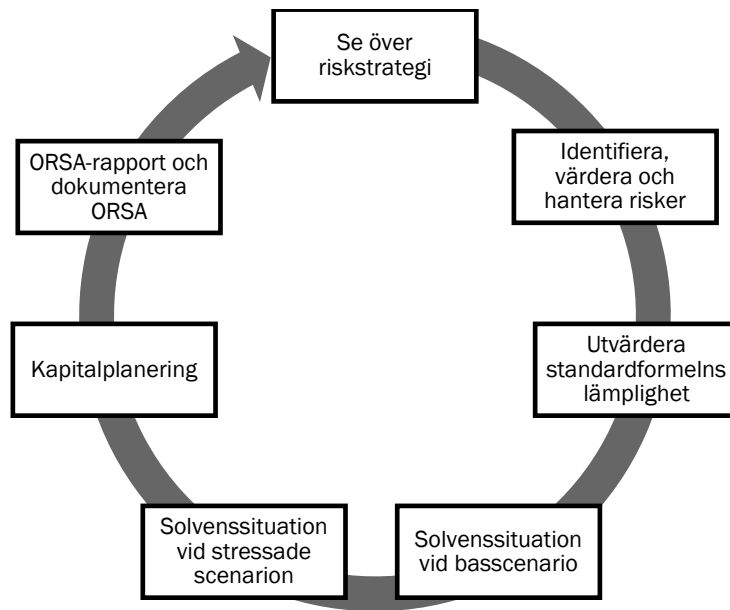 Se över
riskstrategi
Identifiera,
värdera och
hantera risker
Utvärdera
standardformelns
lämplighet
Solvenssituation
vid basscenario
Solvenssituation
vid stressade
scenarion
Kapitalplanering
ORSA-rapport och
dokumentera
ORSA